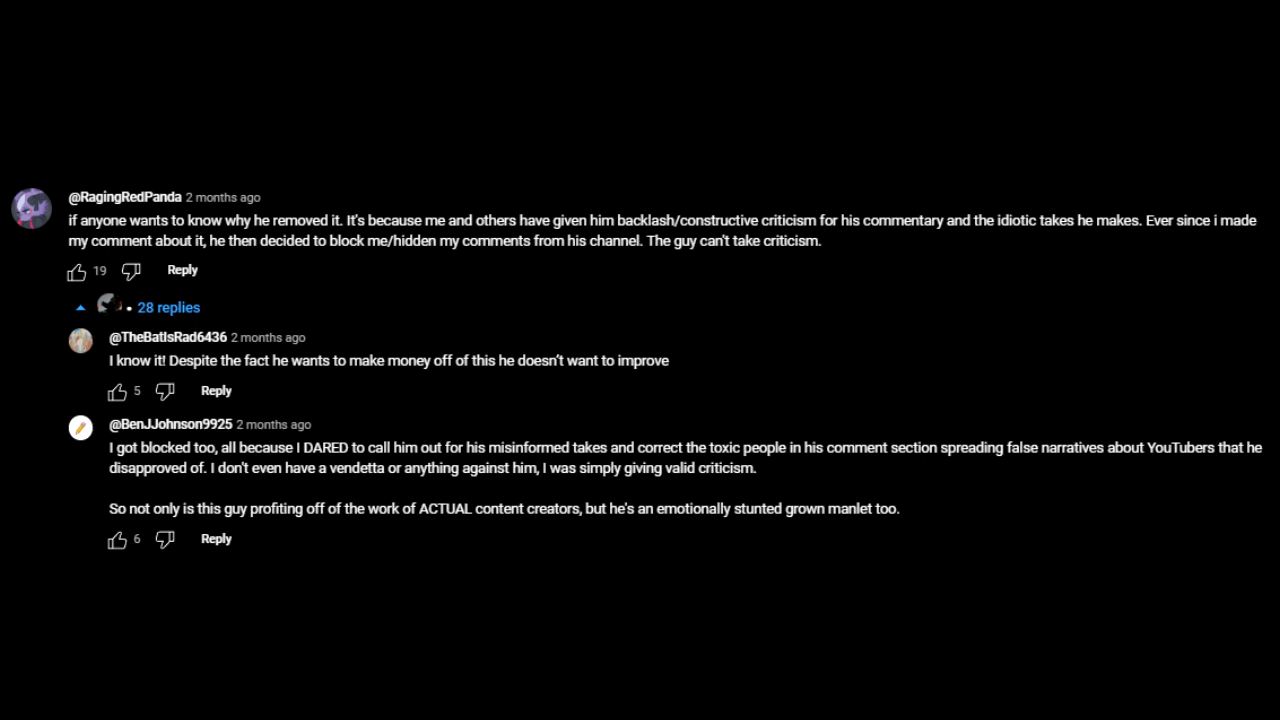 @RagingRedPanda 2 months ago
if anyone wants to know why he removed it. It's because me and others have given him backlash/constructive criticism for his commentary and the idiotic takes he makes. Ever since i made
my comment about it, he then decided to block me/hidden my comments from his channel. The guy can't take criticism.
19 Reply
28 replies
@TheBatIsRad6436 2 months ago
I know it! Despite the fact he wants to make money off of this he doesn't want to improve
5 Reply
@BenJJohnson9925 2 months ago
I got blocked too, all because I DARED to call him out for his misinformed takes and correct the toxic people in his comment section spreading false narratives about YouTubers that he
disapproved of. I don't even have a vendetta or anything against him, I was simply giving valid criticism.
So not only is this guy profiting off of the work of ACTUAL content creators, but he's an emotionally stunted grown manlet too.
6 Reply